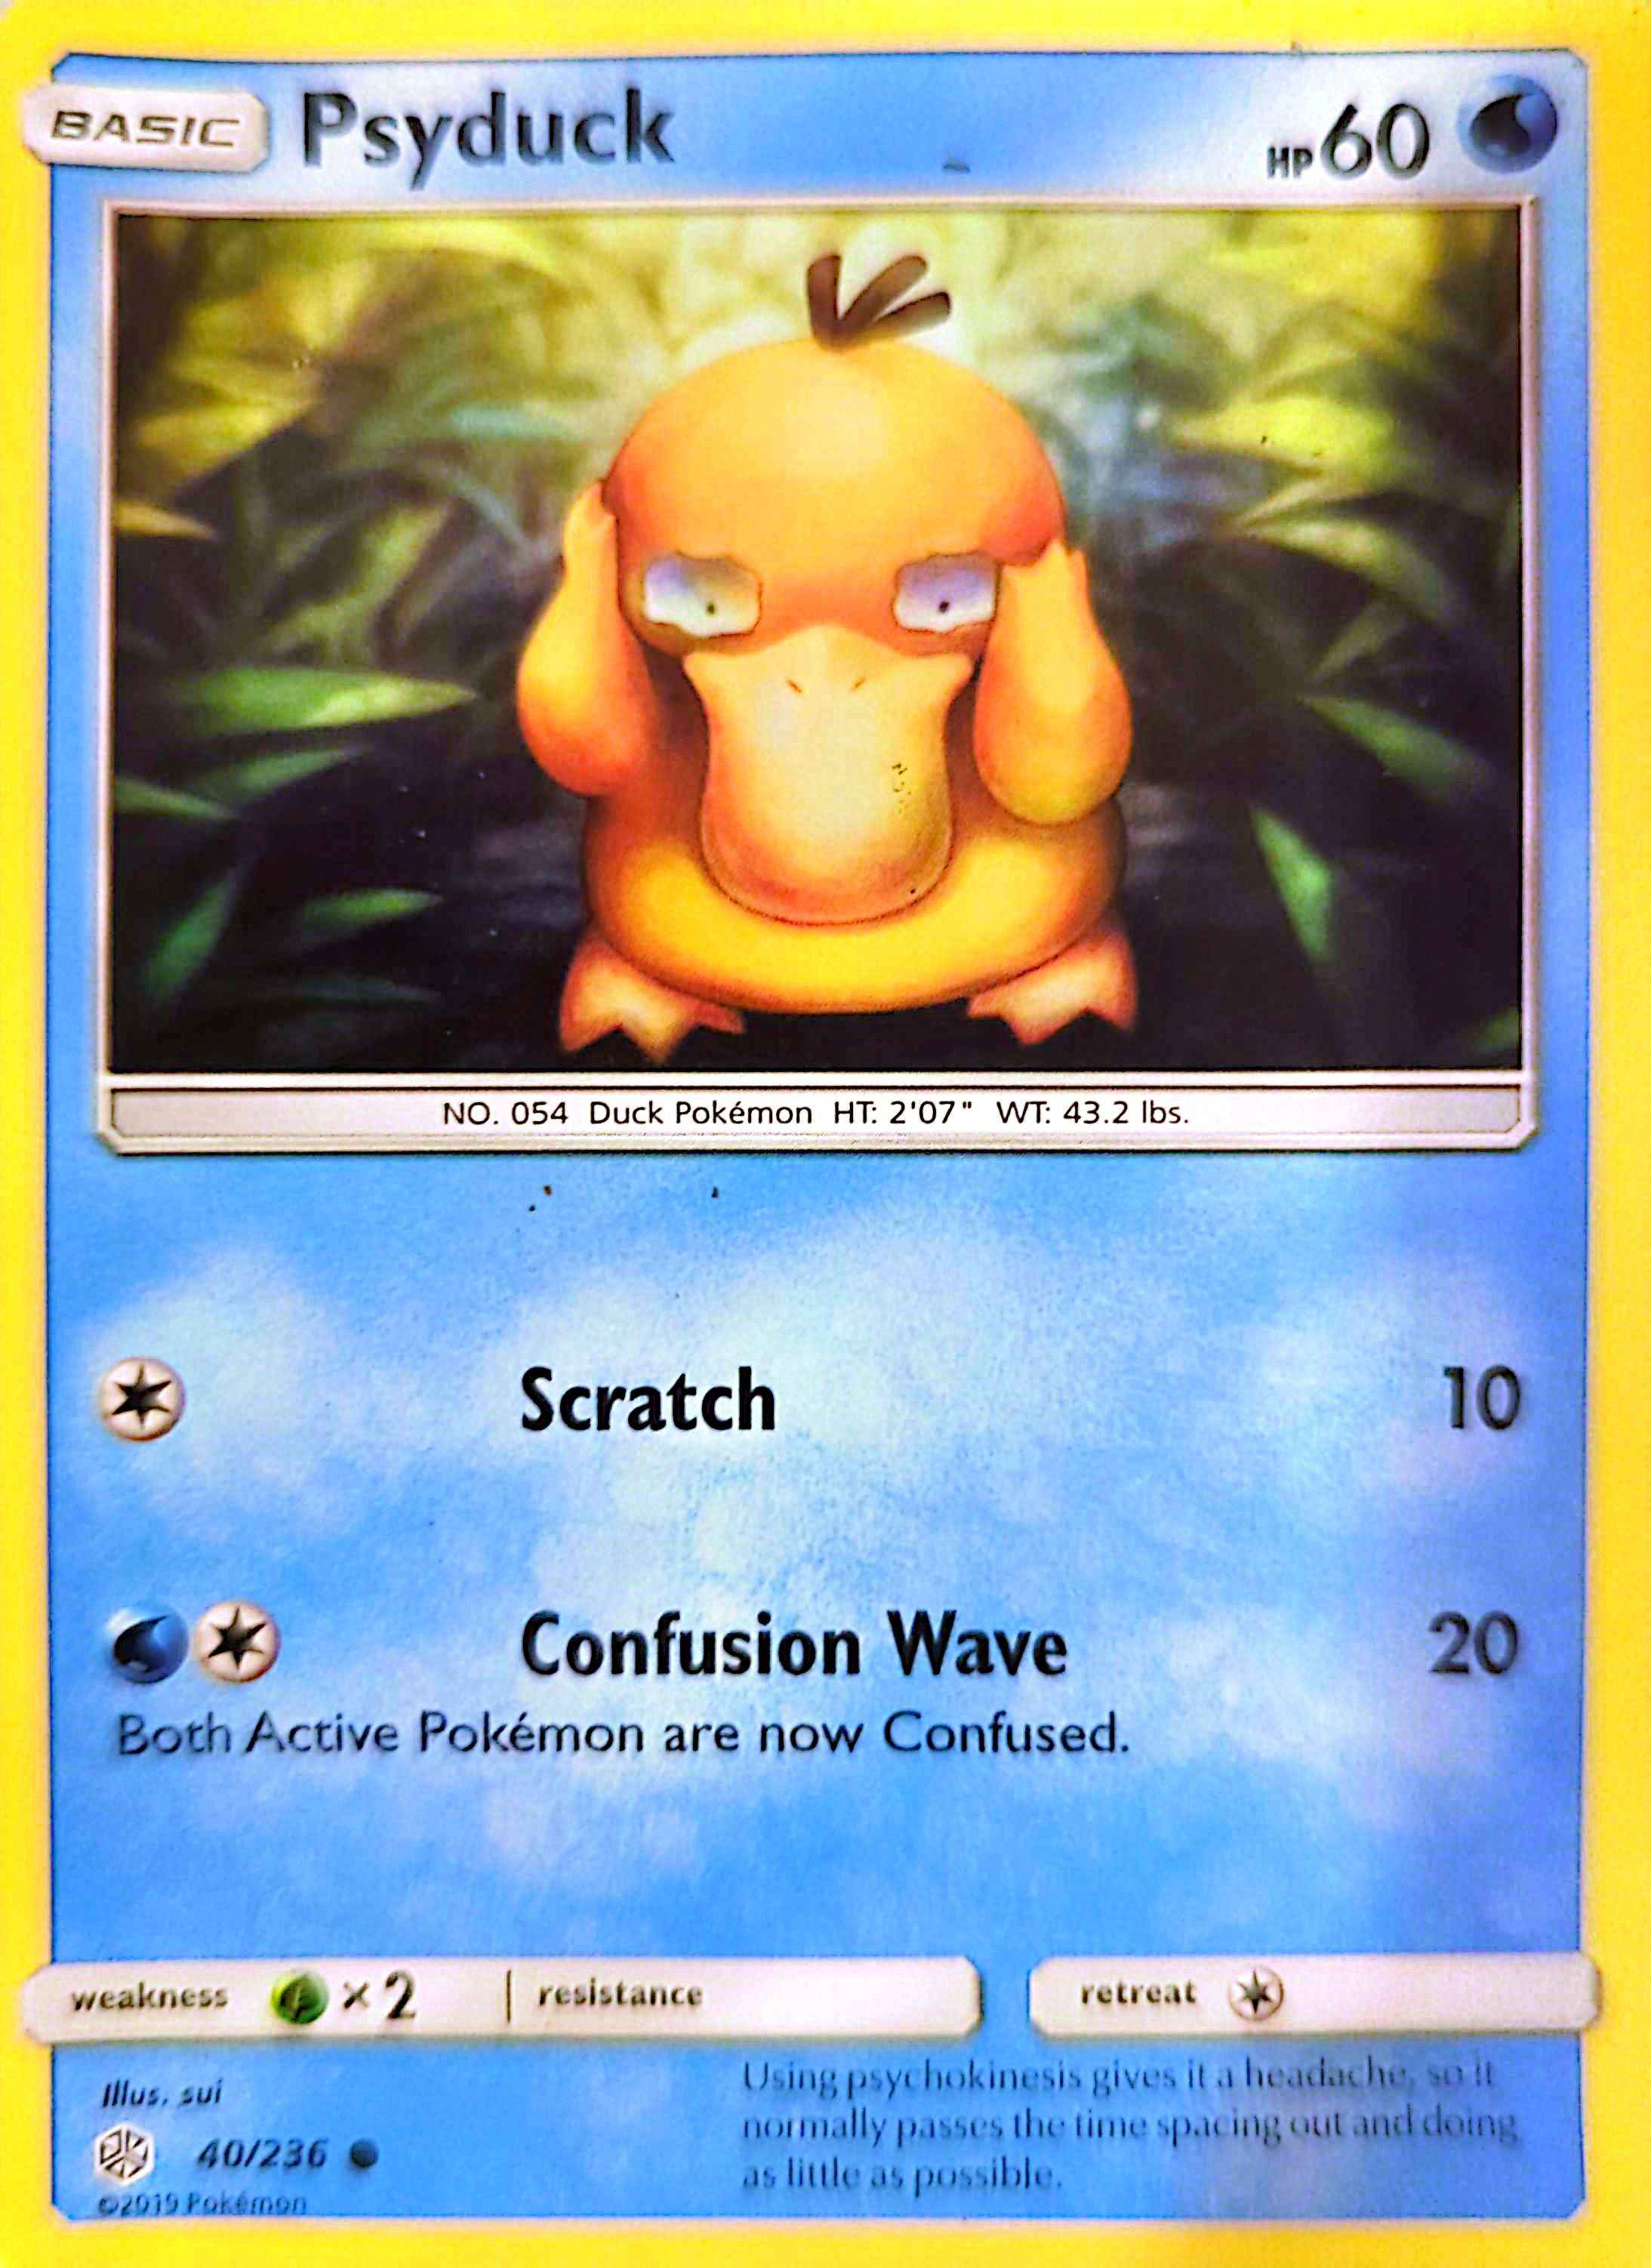 BASIC Psyduck HP 60
NO. 054 Duck Pokémon HT: 2'07" WT: 43.2 lbs.
Scratch 10
Confusion Wave 20
Both Active Pokémon are now Confused.
weakness ×2 resistance retreat
Illus. sui
40/236
©2019 Pokémon
Using psychokinesis gives it a headache, so it
normally passes the time spacing out and doing
as little as possible.